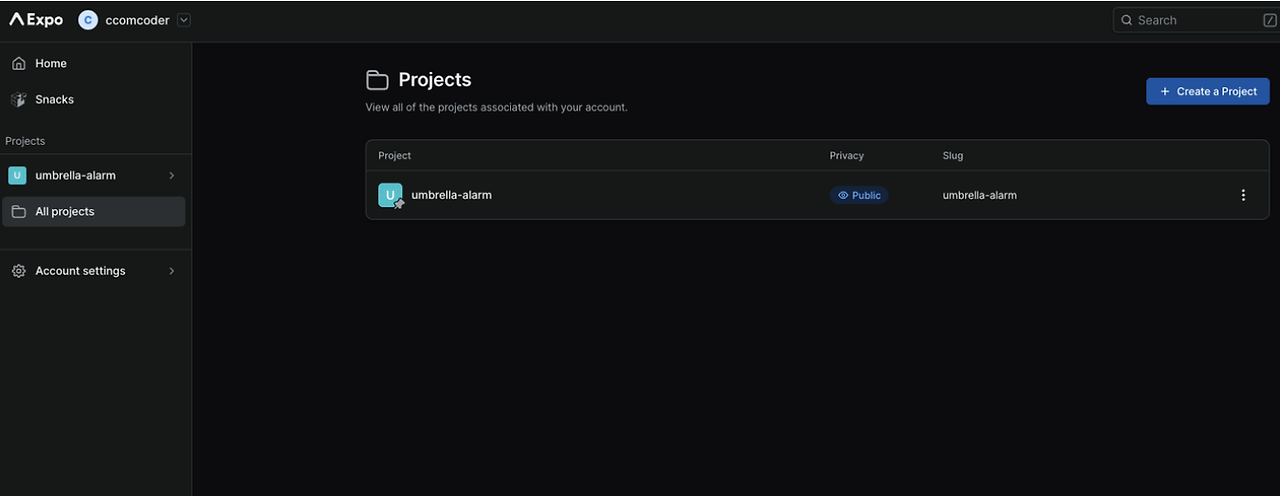 Expo
C ccomcoder
Search /
Home
Snacks
Projects
U umbrella-alarm
All projects
Account settings
Projects
View all of the projects associated with your account.
+ Create a Project
Project Privacy Slug
U umbrella-alarm Public umbrella-alarm